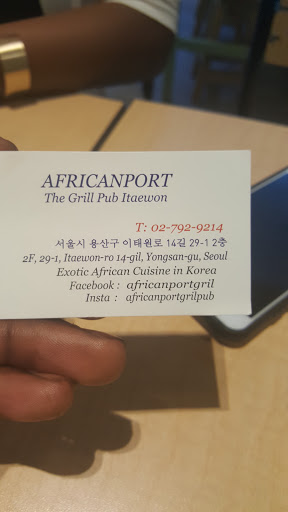 AFRICANPORT
The Grill Pub Itaewon
T: 02-792-9214
서울시 용산구 이태원로 14길 29-1 2층
2F, 29-1, Itaewon-ro 14-gil, Yongsan-gu, Seoul
Exotic African Cuisine in Korea
Facebook : africanportgril
Insta : africanportgrilpub